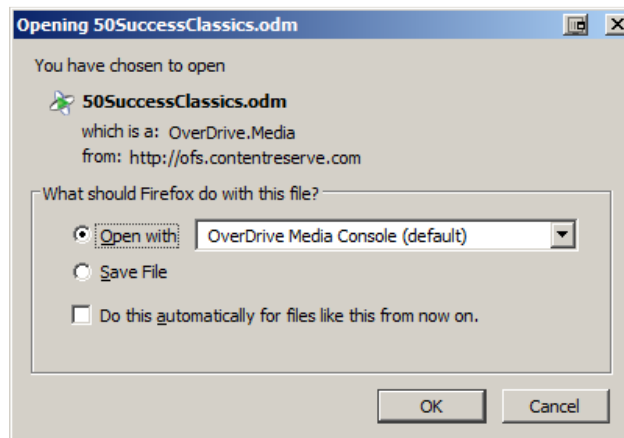 Opening 50SuccessClassics.odm
You have chosen to open
50SuccessClassics.odm
which is a: OverDrive.Media
from: http://ofs.contentreserve.com
What should Firefox do with this file?
Open with OverDrive Media Console (default)
Save File
Do this automatically for files like this from now on.
OK Cancel